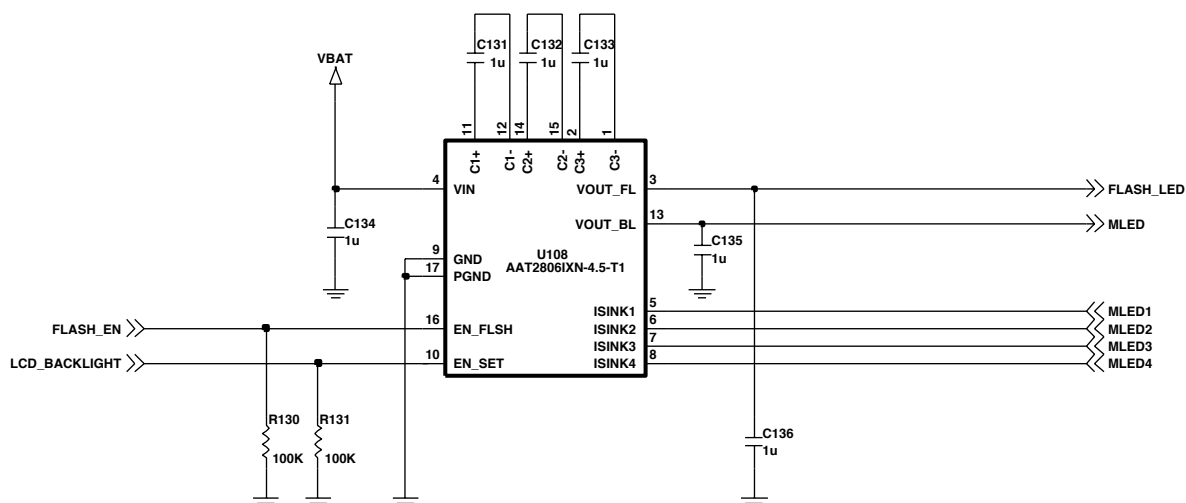 VBAT
C131
1u
C132
1u
C133
1u
11
12
14
15
2
1
C1+
C1-
C2+
C2-
C3+
C3-
4
VIN
VOUT_FL
3
FLASH_LED
VOUT_BL
13
MLED
C134
1u
C135
1u
9
GND
17
PGND
U108
AAT2806IXN-4.5-T1
ISINK1
5
MLED1
FLASH_EN
16
EN_FLSH
ISINK2
6
MLED2
ISINK3
7
MLED3
LCD_BACKLIGHT
10
EN_SET
ISINK4
8
MLED4
R130
100K
R131
100K
C136
1u